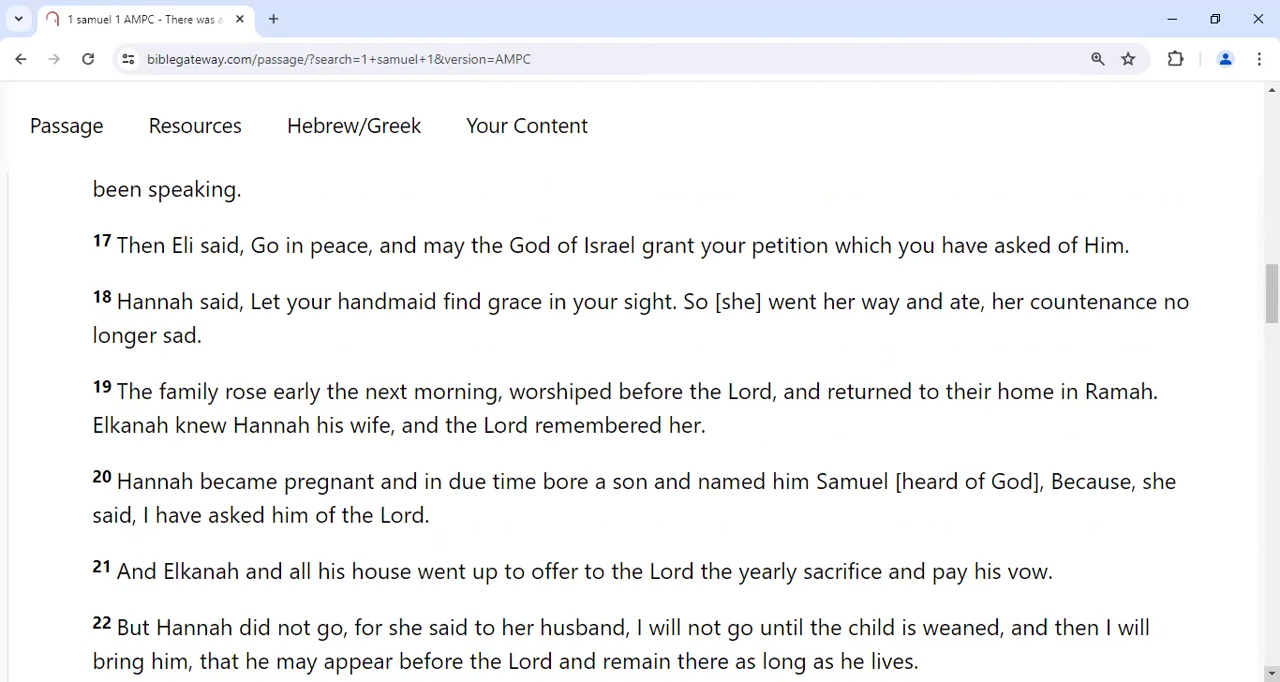 1 samuel 1 AMPC - There was a
biblegateway.com/passage/?search=1+samuel+1&version=AMPC
Passage Resources Hebrew/Greek Your Content
been speaking.
17 Then Eli said, Go in peace, and may the God of Israel grant your petition which you have asked of Him.
18 Hannah said, Let your handmaid find grace in your sight. So [she] went her way and ate, her countenance no
longer sad.
19 The family rose early the next morning, worshiped before the Lord, and returned to their home in Ramah.
Elkanah knew Hannah his wife, and the Lord remembered her.
20 Hannah became pregnant and in due time bore a son and named him Samuel [heard of God], Because, she
said, I have asked him of the Lord.
21 And Elkanah and all his house went up to offer to the Lord the yearly sacrifice and pay his vow.
22 But Hannah did not go, for she said to her husband, I will not go until the child is weaned, and then I will
bring him, that he may appear before the Lord and remain there as long as he lives.